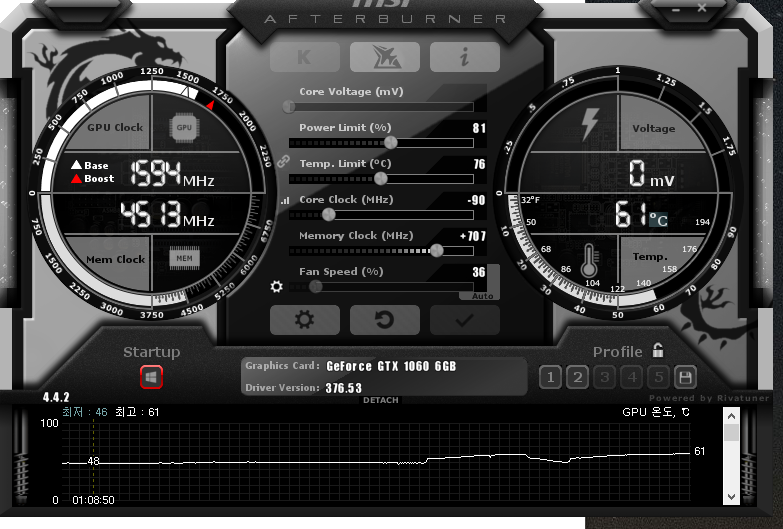 msi
AFTERBURNER
K
i
Core Voltage (mV)
Power Limit (%) 81
Temp. Limit (ºC) 76
Core Clock (MHz) -90
Memory Clock (MHz) +707
Fan Speed (%) 36
Auto
0 250 500 750 1000 1250 1500 1750 2000 2250
GPU Clock
GPU
Base
Boost
1594 MHz
4513 MHz
Mem Clock
MEM
750 1500 2250 3000 3750 4500 5250 6000 6750
0 .25 .5 .75 1 1.25 1.5 1.75
Voltage
0 mV
61 °C
Temp.
32°F 50 68 86 104 122 140 158 176 194
10 20 30 40 50 60 70 80 90
Startup
Graphics Card: GeForce GTX 1060 6GB
Driver Version: 376.53
Profile
1 2 3 4 5
4.4.2
DETACH
Powered by Rivatuner
최저 : 46 최고 : 61
GPU 온도, ℃
100
48
61
0
01:08:50